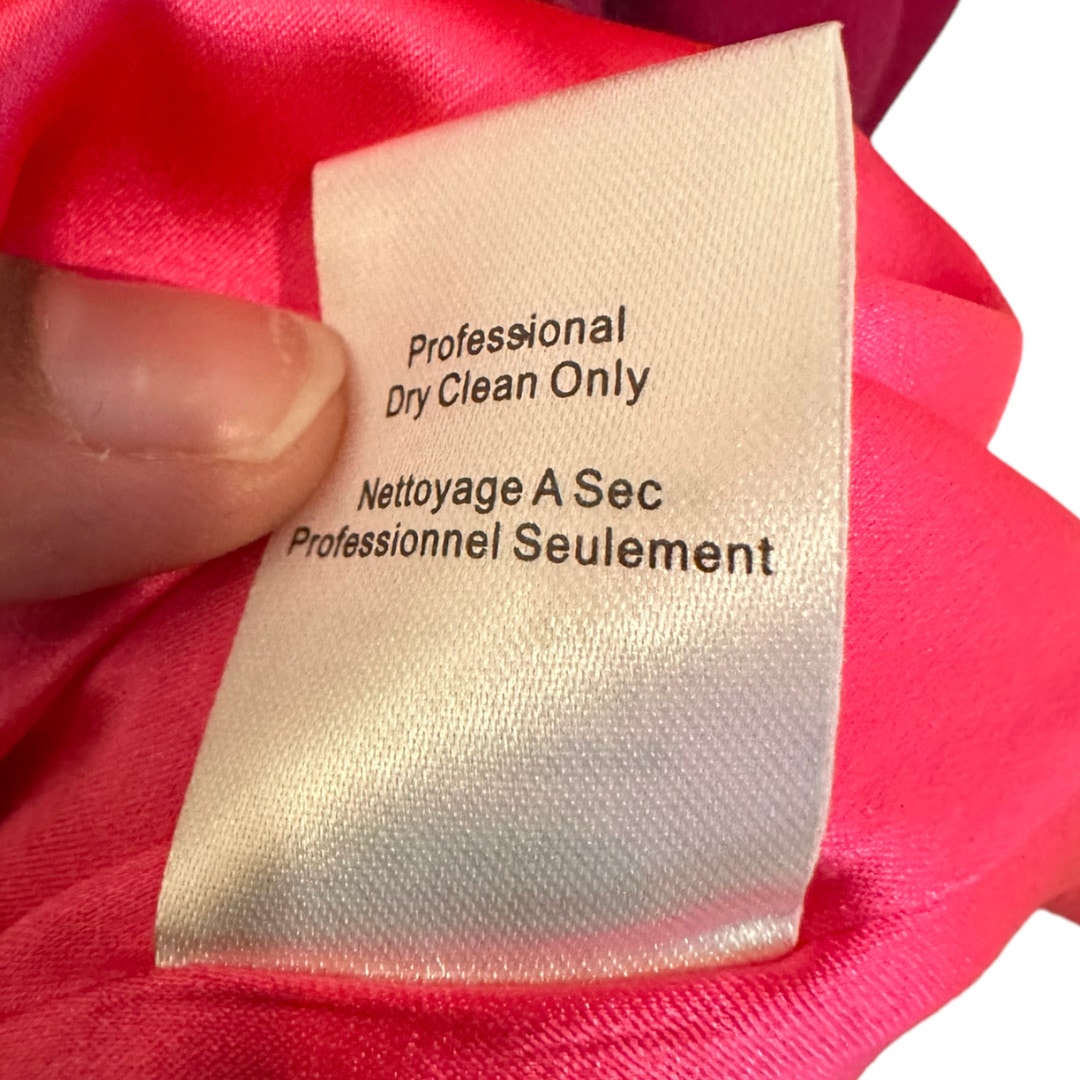 Professional
Dry Clean Only
Nettoyage A Sec
Professionnel Seulement